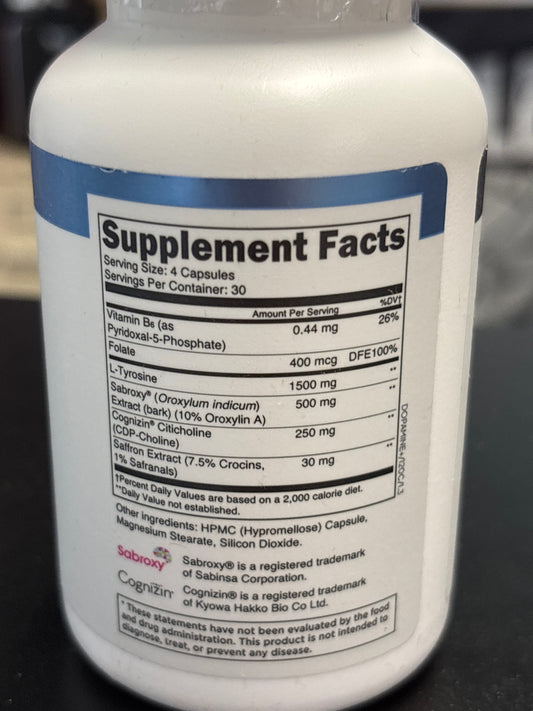 Supplement Facts
Serving Size: 4 Capsules
Servings Per Container: 30
Amount Per Serving %DV†
Vitamin B₆ (as
Pyridoxal-5-Phosphate) 0.44 mg 26%
Folate 400 mcg DFE100%
L-Tyrosine 1500 mg **
Sabroxy® (Oroxylum indicum)
Extract (bark) (10% Oroxylin A) 500 mg **
Cognizin® Citicholine
(CDP-Choline) 250 mg **
Saffron Extract (7.5% Crocins,
1% Safranals) 30 mg **
†Percent Daily Values are based on a 2,000 calorie diet.
**Daily Value not established.
Other ingredients: HPMC (Hypromellose) Capsule,
Magnesium Stearate, Silicon Dioxide.
Sabroxy® Sabroxy® is a registered trademark
of Sabinsa Corporation.
Cognizin® Cognizin® is a registered trademark
of Kyowa Hakko Bio Co Ltd.
* These statements have not been evaluated by the food
and drug administration. This product is not intended to
diagnose, treat, or prevent any disease.